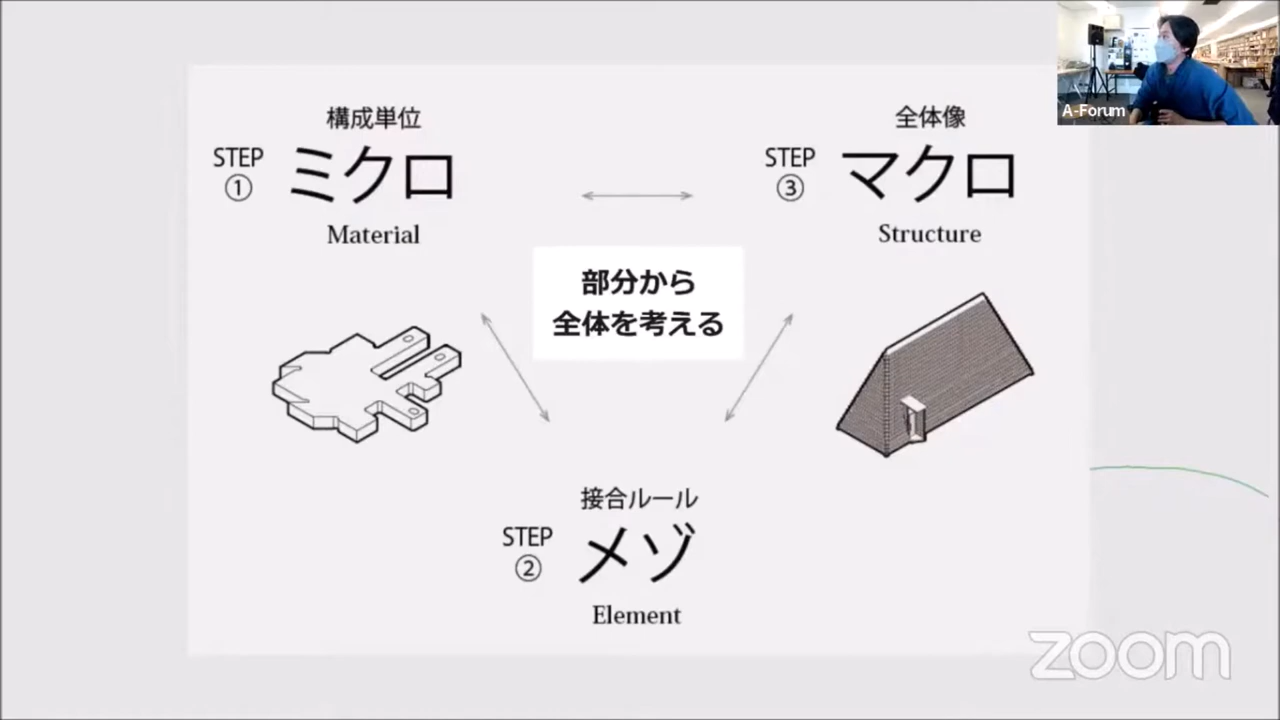 A-Forum
構成単位
STEP
①
ミクロ
Material
全体像
STEP
③
マクロ
Structure
部分から
全体を考える
接合ルール
STEP
②
メゾ
Element
zoom